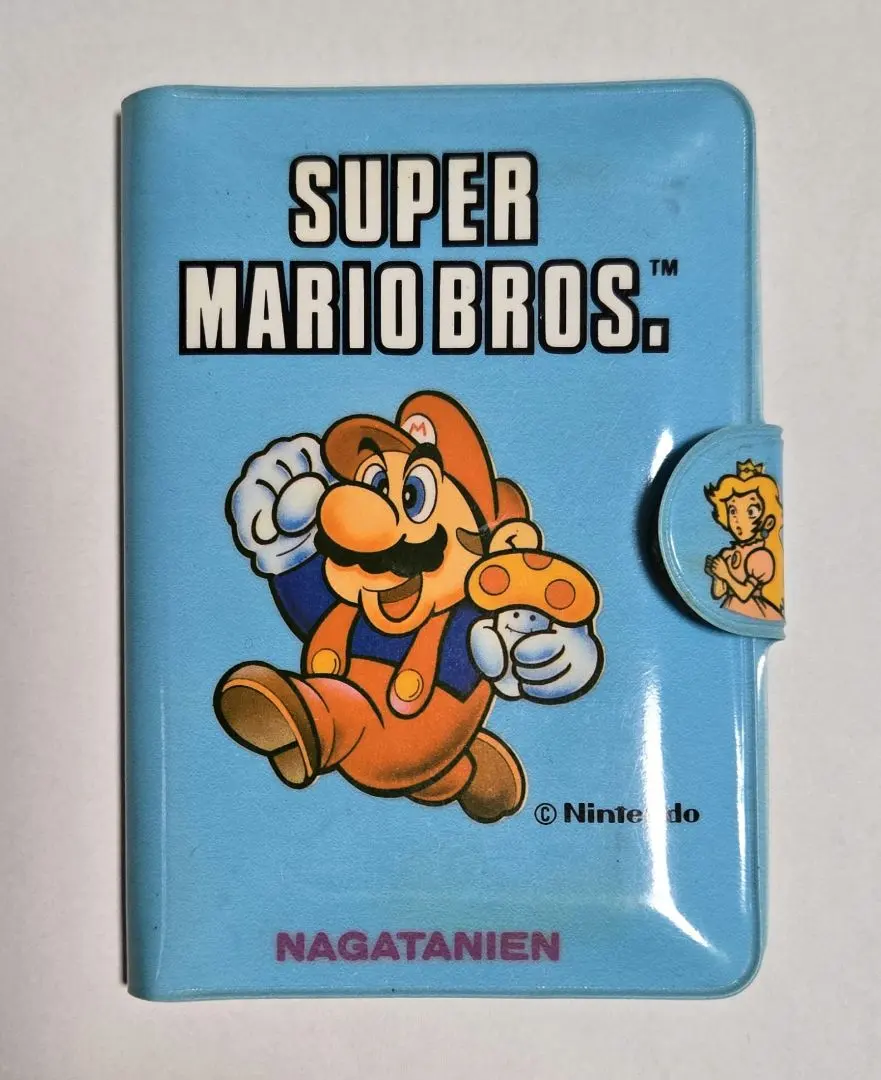 SUPER
MARIO BROS.™
M
© Nintendo
NAGATANIEN